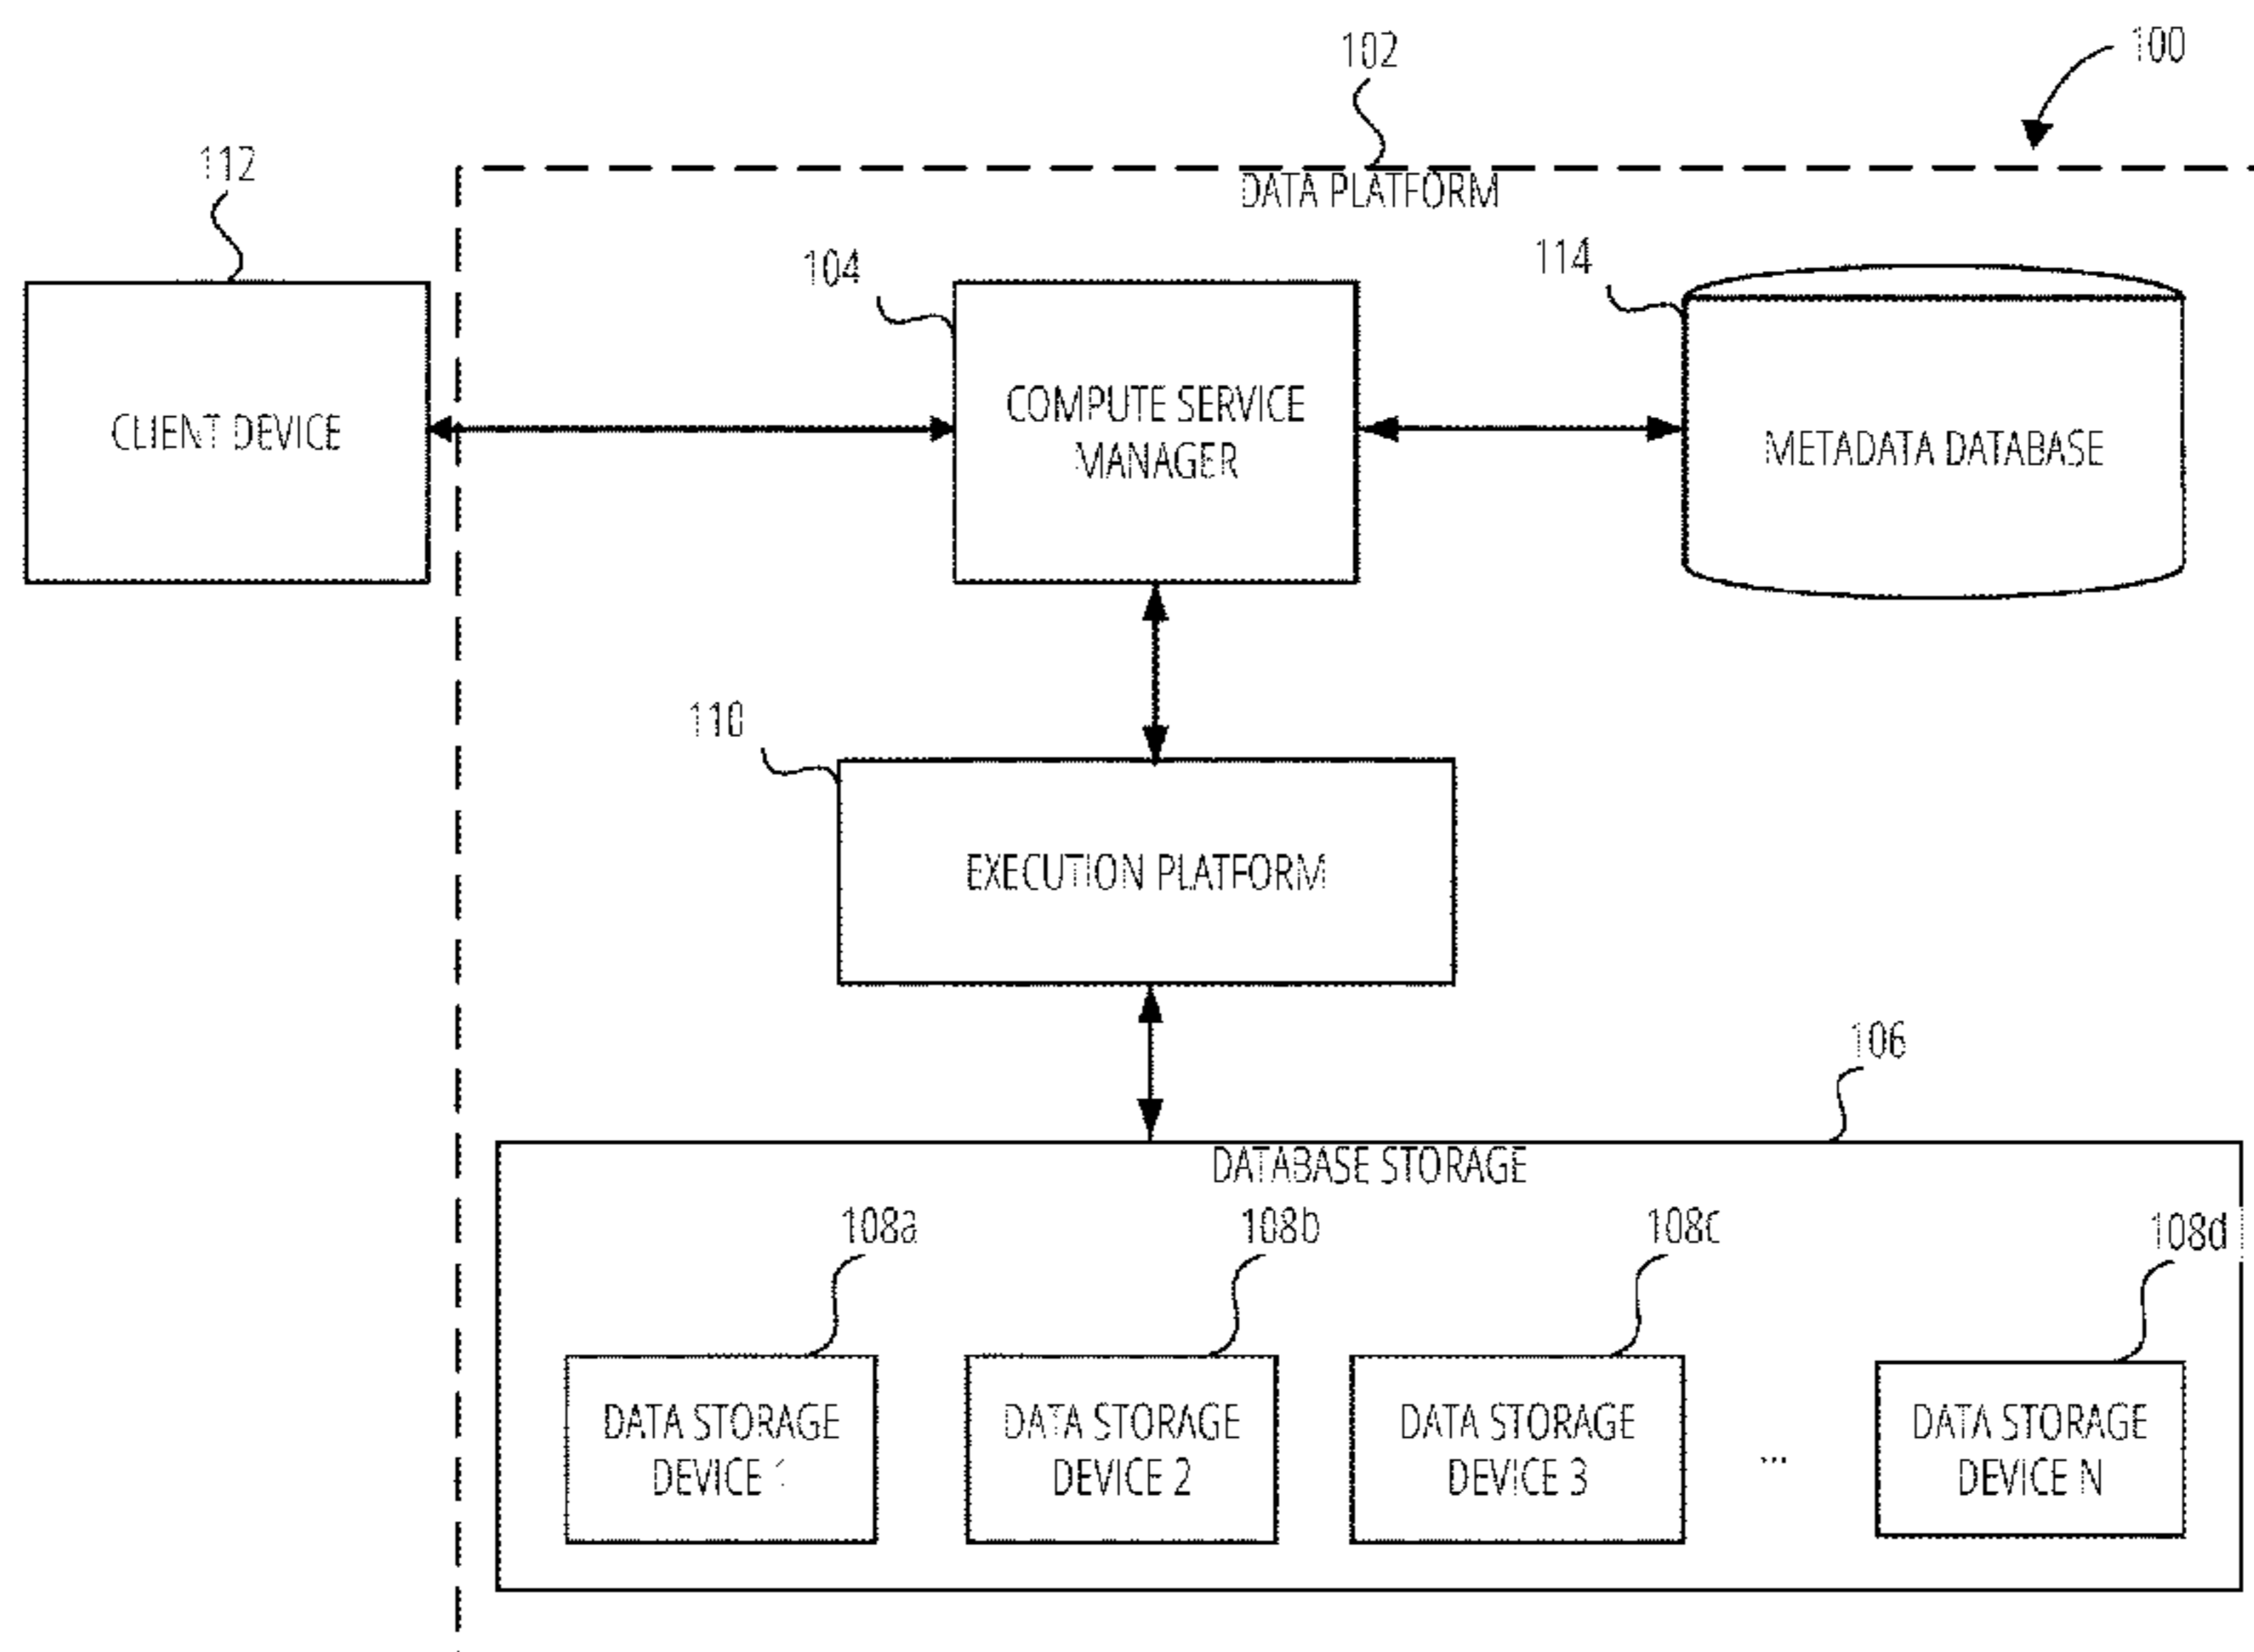 102
100
112
DATA PLATFORM
104
114
CLIENT DEVICE
COMPUTE SERVICE
MANAGER
METADATA DATABASE
110
EXECUTION PLATFORM
106
DATABASE STORAGE
108a
108b
108c
108d
DATA STORAGE
DEVICE 1
DATA STORAGE
DEVICE 2
DATA STORAGE
DEVICE 3
...
DATA STORAGE
DEVICE N